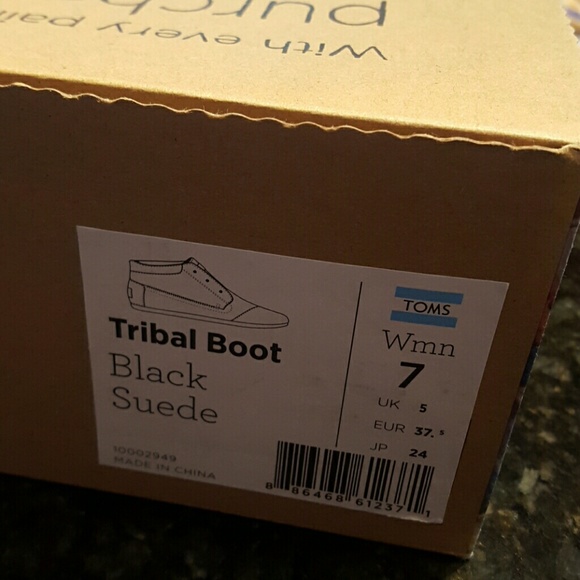 purch
With every pai
Tribal Boot
Black
Suede
10002949
MADE IN CHINA
TOMS
Wmn
7
UK 5
EUR 37.5
JP 24
8 86468 61237 1